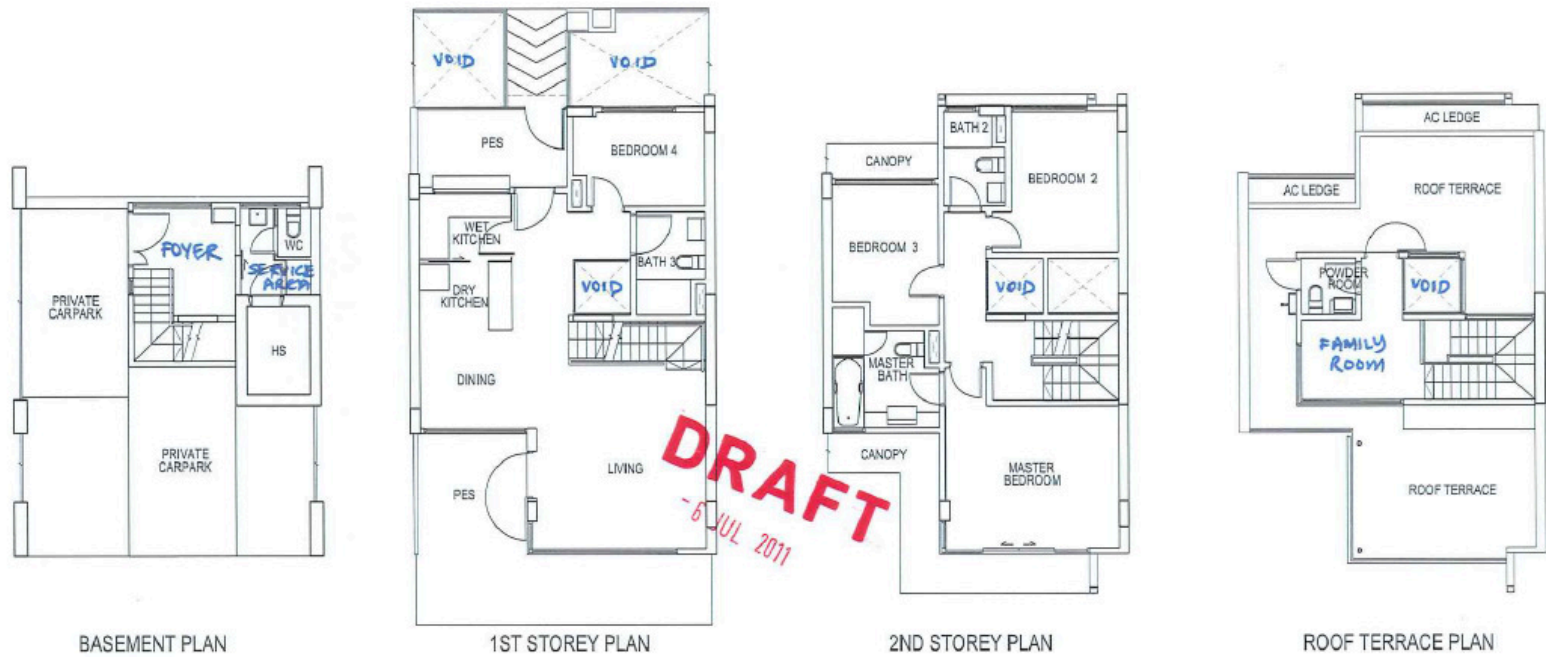 FOYER
WC
SERVICE
AREA
PRIVATE
CARPARK
HS
PRIVATE
CARPARK
BASEMENT PLAN
VOID
VOID
PES
BEDROOM 4
WET
KITCHEN
BATH 3
DRY
KITCHEN
VOID
DINING
LIVING
PES
1ST STOREY PLAN
DRAFT
- 6 JUL 2011
BATH 2
CANOPY
BEDROOM 2
BEDROOM 3
VOID
MASTER
BATH
CANOPY
MASTER
BEDROOM
2ND STOREY PLAN
AC LEDGE
AC LEDGE
ROOF TERRACE
POWDER
ROOM
VOID
FAMILY
ROOM
ROOF TERRACE
ROOF TERRACE PLAN